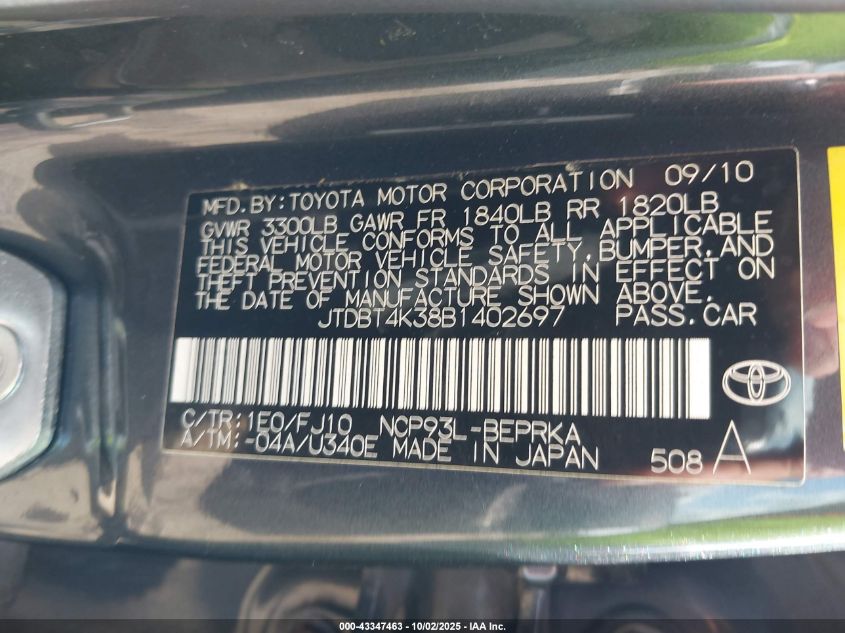 MFD. BY: TOYOTA MOTOR CORPORATION 09/10
GVWR 3300LB GAWR FR 1840LB RR 1820LB
THIS VEHICLE CONFORMS TO ALL APPLICABLE
FEDERAL MOTOR VEHICLE SAFETY, BUMPER, AND
THEFT PREVENTION STANDARDS IN EFFECT ON
THE DATE OF MANUFACTURE SHOWN ABOVE.
JTDBT4K38B1402697 PASS. CAR
C/TR: 1E0/FJ10 NCP93L-BEPRKA
A/TM: -04A/U340E MADE IN JAPAN 508 A
000-43347463 - 10/02/2025 - IAA Inc.